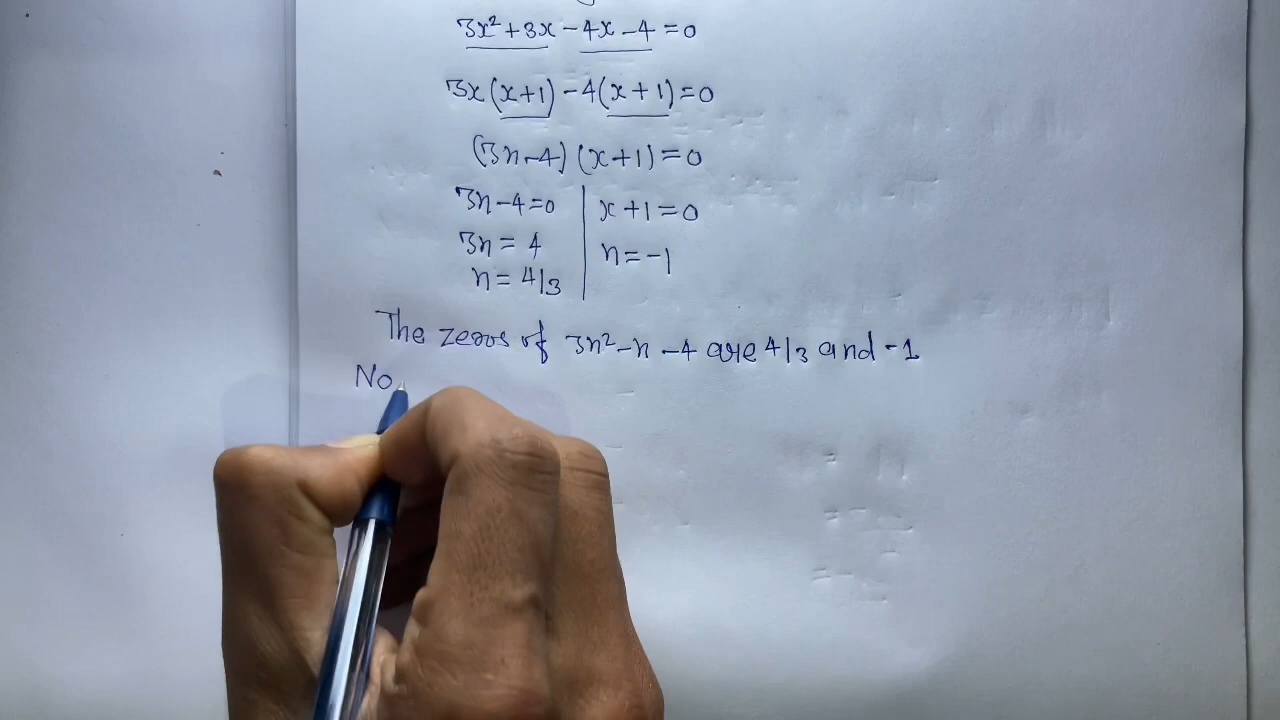 3x² + 3x - 4x - 4 = 0
3x(x+1) - 4(x+1) = 0
(3x-4) (x+1) = 0
3x-4=0 | x+1=0
3x = 4 | x = -1
x = 4/3
The zeros of 3x²-x-4 are 4/3 and -1
No